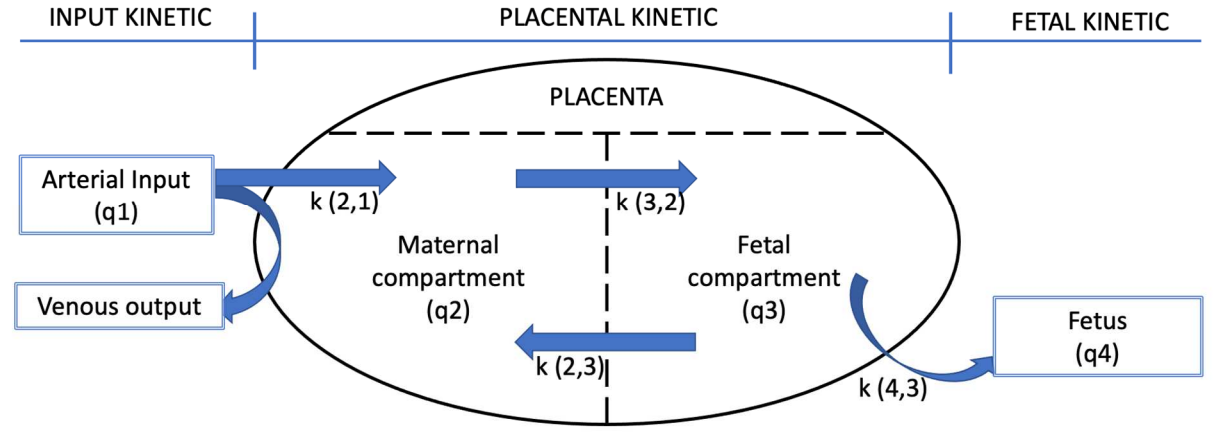 INPUT KINETIC
PLACENTAL KINETIC
FETAL KINETIC
PLACENTA
Arterial Input
(q1)
k (2,1)
k (3,2)
Maternal
compartment
(q2)
Fetal
compartment
(q3)
Venous output
k (2,3)
k (4,3)
Fetus
(q4)